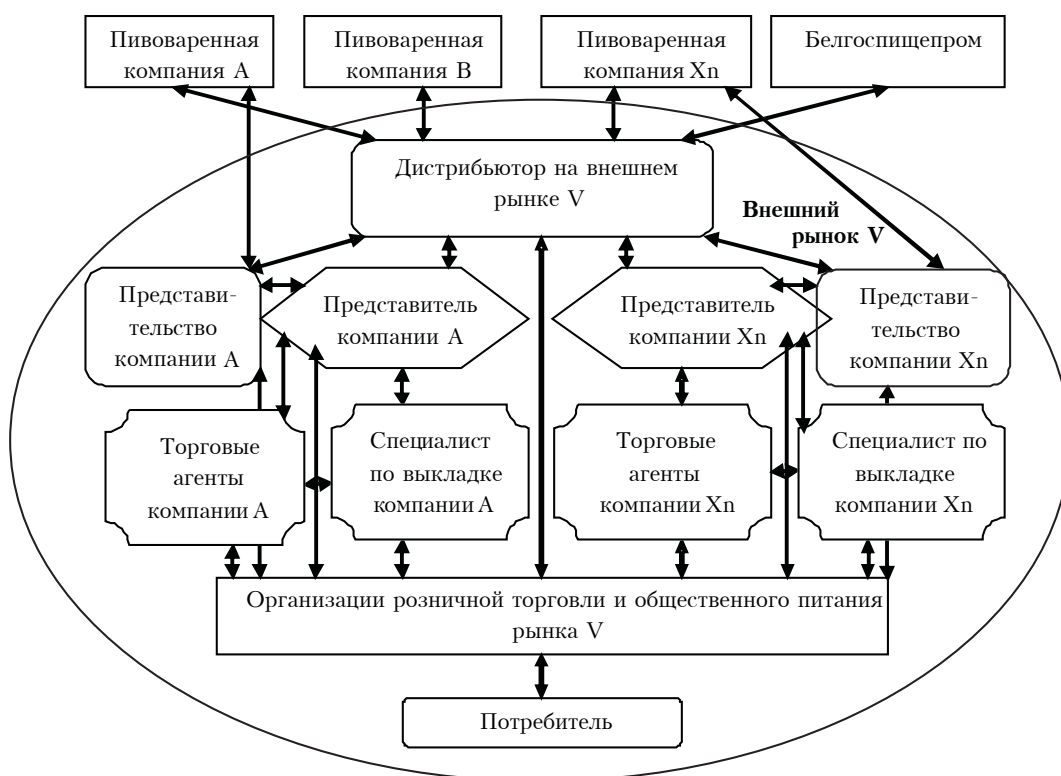 Пивоваренная
компания А
Пивоваренная
компания В
Пивоваренная
компания Xn
Белгоспищепром
Дистрибьютор на внешнем
рынке V
Внешний
рынок V
Представи-
тельство
компании А
Представитель
компании А
Представитель
компании Xn
Представи-
тельство
компании Xn
Торговые
агенты
компании А
Специалист
по выкладке
компании А
Торговые
агенты
компании Xn
Специалист по
выкладке
компании Xn
Организации розничной торговли и общественного питания
рынка V
Потребитель